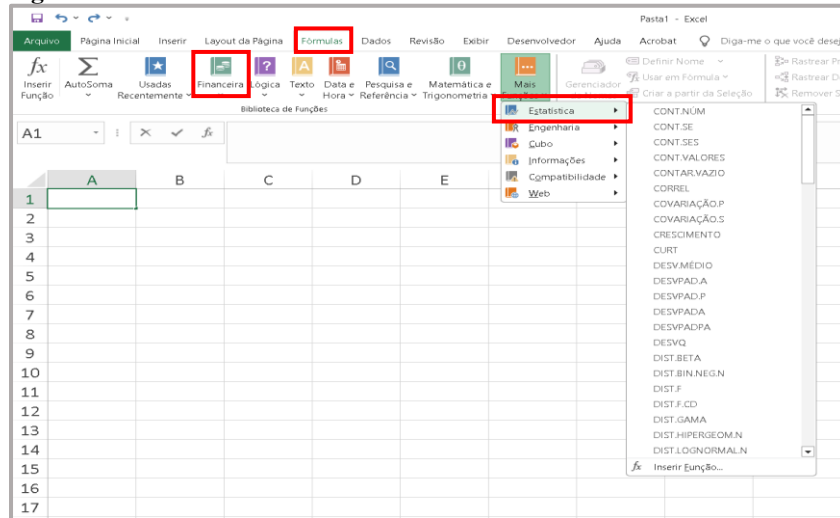 Pasta1 - Excel
Arquivo Página Inicial Inserir Layout da Página Fórmulas Dados Revisão Exibir Desenvolvedor Ajuda Acrobat Diga-me o que você desej
fx Inserir Função
AutoSoma
Usadas Recentemente
Financeira
Lógica
Texto
Data e Hora
Pesquisa e Referência
Matemática e Trigonometria
Mais
Gerenciador
Definir Nome
Usar em Fórmula
Criar a partir da Seleção
Rastrear Pr
Rastrear D
Remover S
Biblioteca de Funções
A1 fx
Estatística
Engenharia
Cubo
Informações
Compatibilidade
Web
CONT.NÚM
CONT.SE
CONT.SES
CONT.VALORES
CONTAR.VAZIO
CORREL
COVARIAÇÃO.P
COVARIAÇÃO.S
CRESCIMENTO
CURT
DESV.MÉDIO
DESVPAD.A
DESVPAD.P
DESVPADA
DESVPADPA
DESVQ
DIST.BETA
DIST.BIN.NEG.N
DIST.F
DIST.F.CD
DIST.GAMA
DIST.HIPERGEOM.N
DIST.LOGNORMAL.N
fx Inserir Função...
A B C D E
1
2
3
4
5
6
7
8
9
10
11
12
13
14
15
16
17